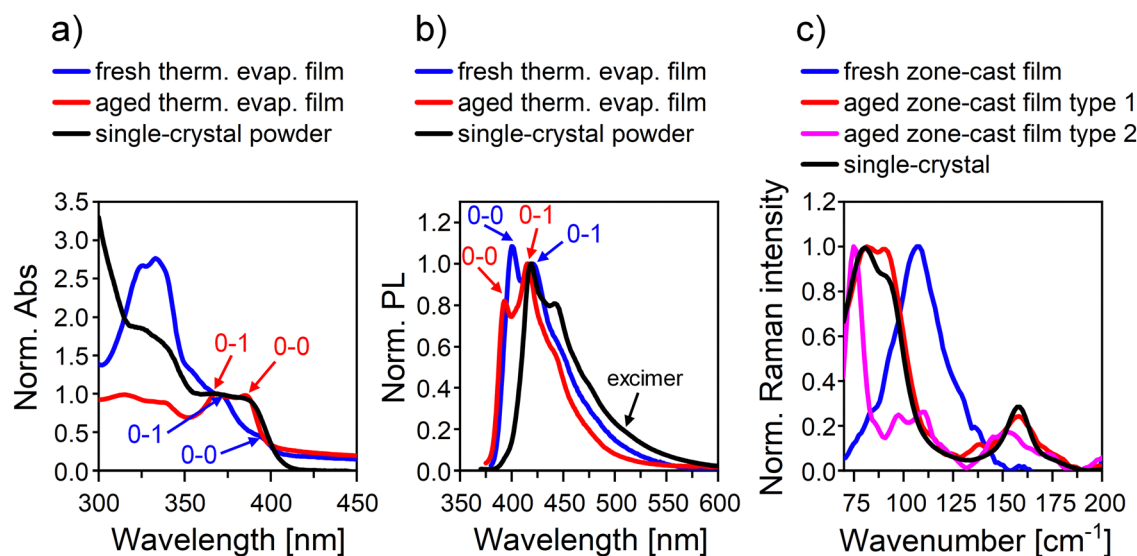 a)
fresh therm. evap. film
aged therm. evap. film
single-crystal powder
Norm. Abs
3.5
3.0
2.5
2.0
1.5
1.0
0.5
0.0
0-1
0-0
0-1
0-0
300
350
400
450
Wavelength [nm]
b)
fresh therm. evap. film
aged therm. evap. film
single-crystal powder
Norm. PL
1.2
1.0
0.8
0.6
0.4
0.2
0.0
0-0
0-1
0-1
0-0
excimer
350
400
450
500
550
600
Wavelength [nm]
c)
fresh zone-cast film
aged zone-cast film type 1
aged zone-cast film type 2
single-crystal
Norm. Raman intensity
1.2
1.0
0.8
0.6
0.4
0.2
0.0
75
100
125
150
175
200
Wavenumber [cm-1]